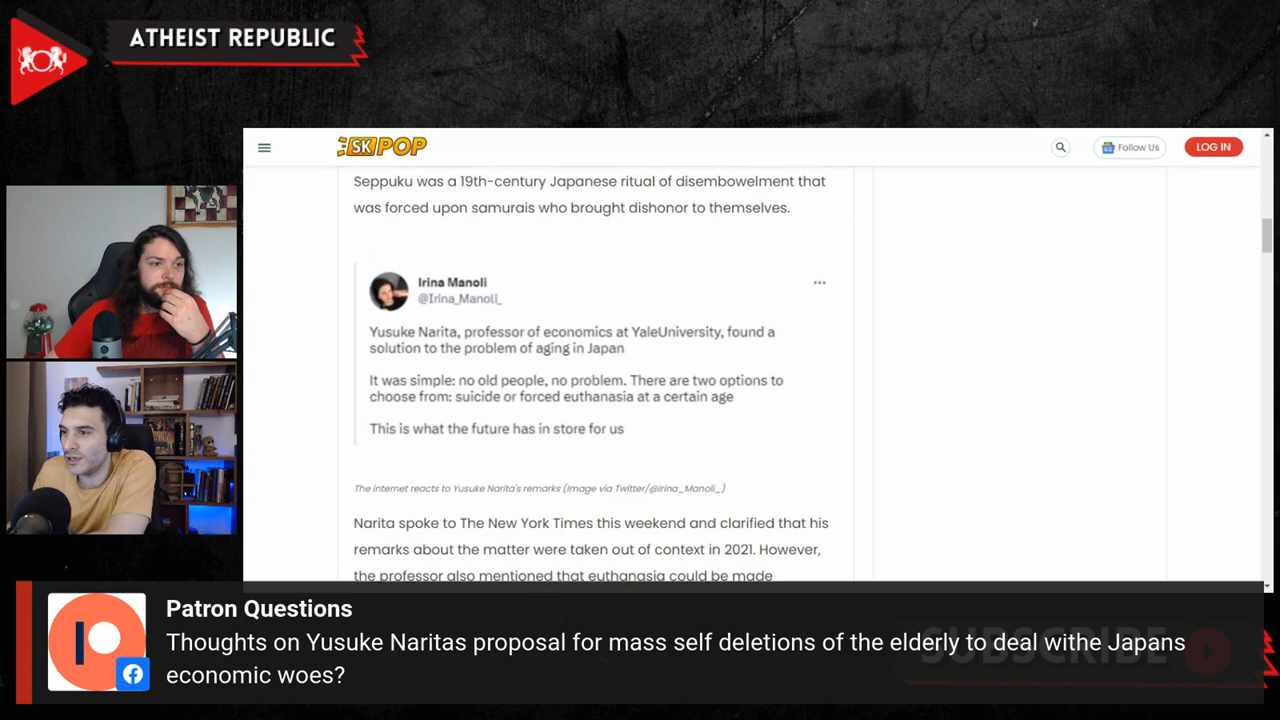 ATHEIST REPUBLIC
SK POP
Follow Us
LOG IN
Seppuku was a 19th-century Japanese ritual of disembowelment that
was forced upon samurais who brought dishonor to themselves.
Irina Manoli
@Irina_Manoli_
Yusuke Narita, professor of economics at YaleUniversity, found a
solution to the problem of aging in Japan
It was simple: no old people, no problem. There are two options to
choose from: suicide or forced euthanasia at a certain age
This is what the future has in store for us
The internet reacts to Yusuke Narita's remarks (Image via Twitter/@Irina_Manoli_)
Narita spoke to The New York Times this weekend and clarified that his
remarks about the matter were taken out of context in 2021. However,
the professor also mentioned that euthanasia could be made
Patron Questions
Thoughts on Yusuke Naritas proposal for mass self deletions of the elderly to deal withe Japans
economic woes?
SUBSCRIBE